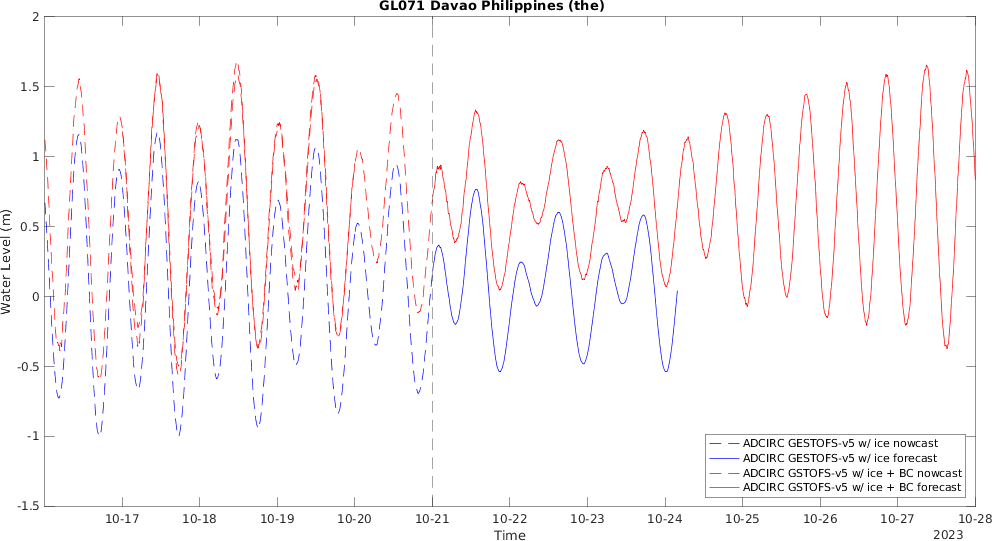 GL071 Davao Philippines (the)
2
1.5
1
0.5
0
-0.5
-1
-1.5
Water Level (m)
ADCIRC GESTOFS-v5 w/ ice nowcast
ADCIRC GESTOFS-v5 w/ ice forecast
ADCIRC GSTOFS-v5 w/ ice + BC nowcast
ADCIRC GSTOFS-v5 w/ ice + BC forecast
10-17 10-18 10-19 10-20 10-21 10-22 10-23 10-24 10-25 10-26 10-27 10-28
Time
2023